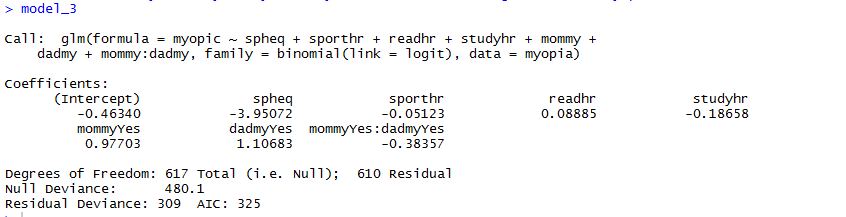 > model_3
Call:  glm(formula = myopic ~ spheq + sporthr + readhr + studyhr + mommy +
    dadmy + mommy:dadmy, family = binomial(link = logit), data = myopia)
Coefficients:
      (Intercept)              spheq            sporthr             readhr            studyhr
         -0.46340           -3.95072           -0.05123            0.08885           -0.18658
         mommyYes           dadmyYes  mommyYes:dadmyYes
          0.97703            1.10683           -0.38357
Degrees of Freedom: 617 Total (i.e. Null);  610 Residual
Null Deviance:      480.1
Residual Deviance: 309  AIC: 325